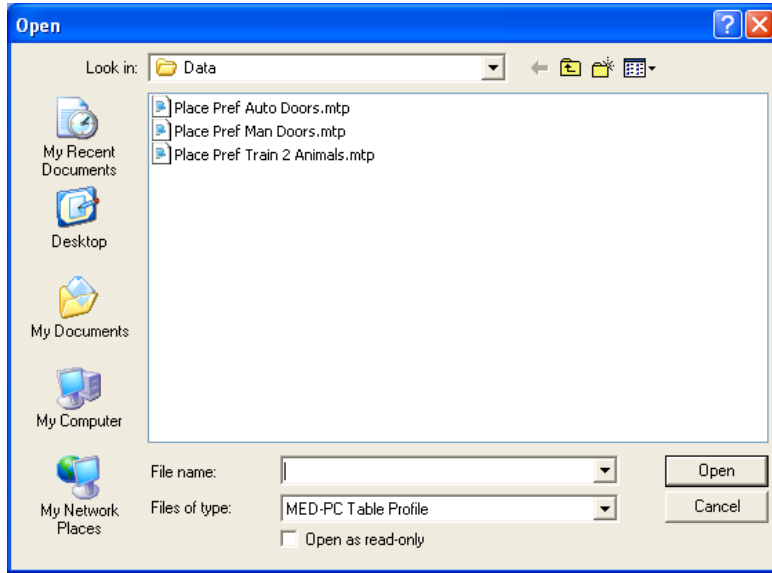 Open
Look in:
Data
Place Pref Auto Doors.mtp
Place Pref Man Doors.mtp
Place Pref Train 2 Animals.mtp
My Recent
Documents
Desktop
My Documents
My Computer
My Network
Places
File name:
Open
Files of type:
MED-PC Table Profile
Cancel
Open as read-only